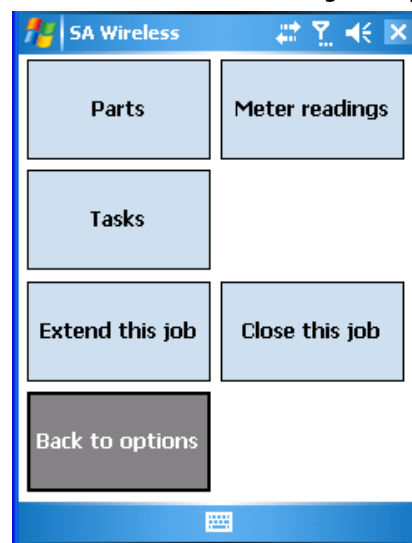 SA Wireless
Parts
Meter readings
Tasks
Extend this job
Close this job
Back to options